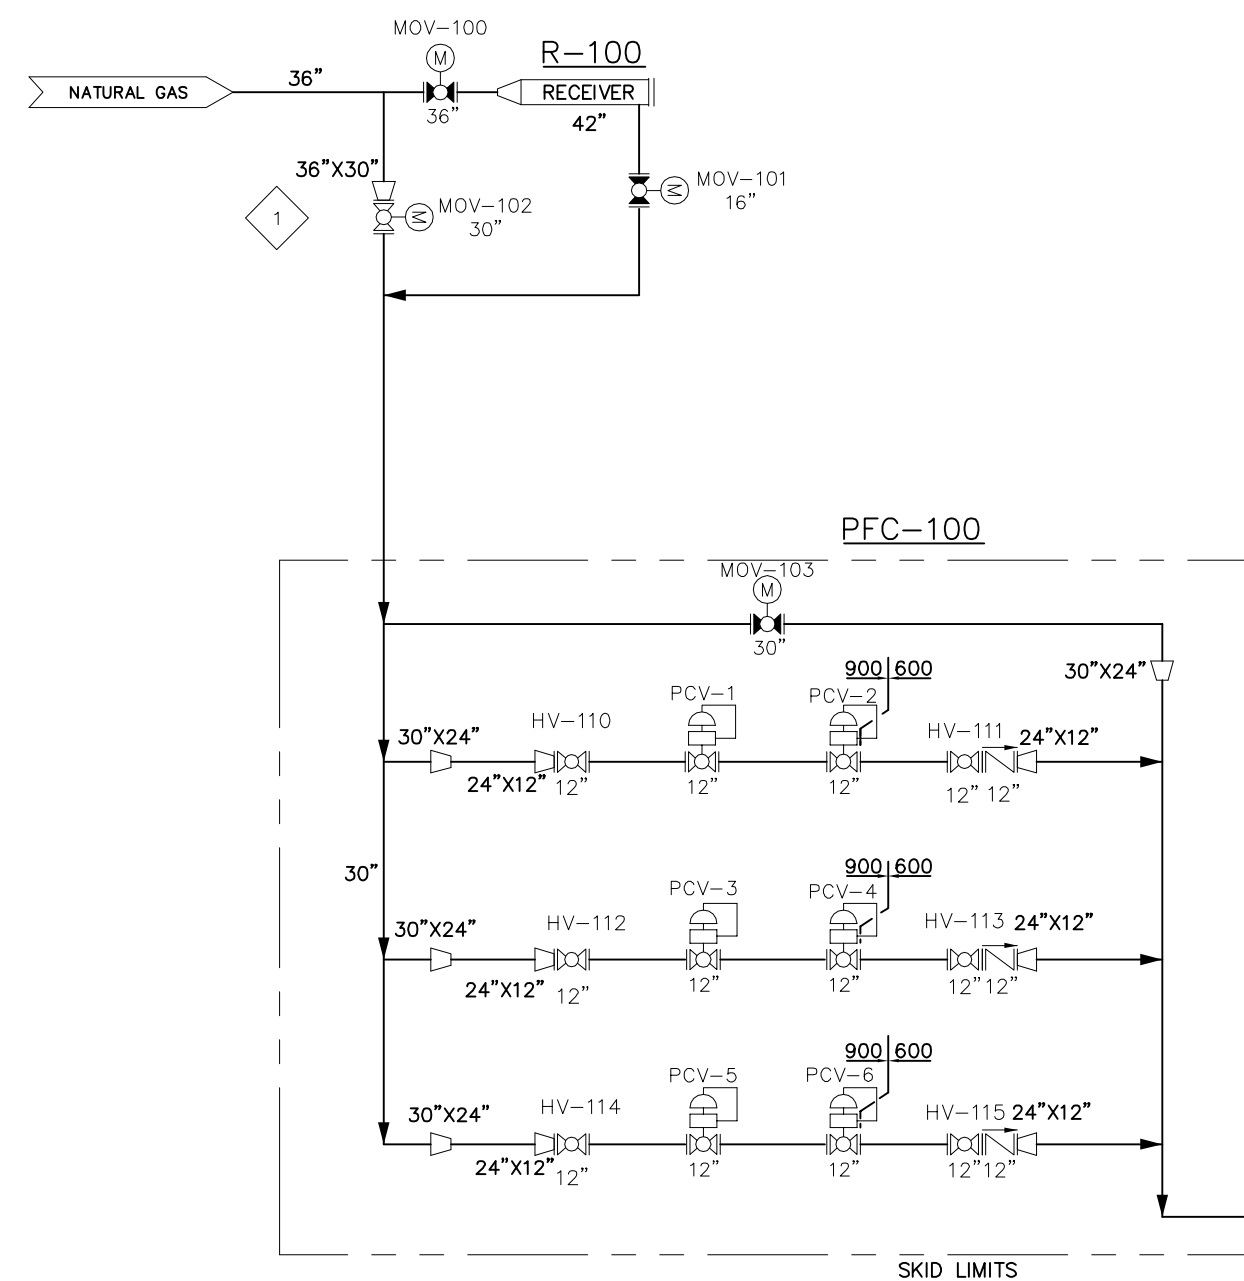 MOV-100
R-100
NATURAL GAS
36"
M
RECEIVER
36"
42"
36"X30"
M
MOV-101
16"
1
M
MOV-102
30"
PFC-100
MOV-103
M
30"
900 600
30"X24"
PCV-1
PCV-2
HV-110
HV-111
30"X24"
24"X12"
24"X12"
12"
12"
12"
12" 12"
900 600
30"
PCV-3
PCV-4
HV-112
HV-113
24"X12"
30"X24"
24"X12"
12"
12"
12"
12" 12"
900 600
PCV-5
PCV-6
HV-114
HV-115
24"X12"
30"X24"
24"X12"
12"
12"
12"
12" 12"
SKID LIMITS